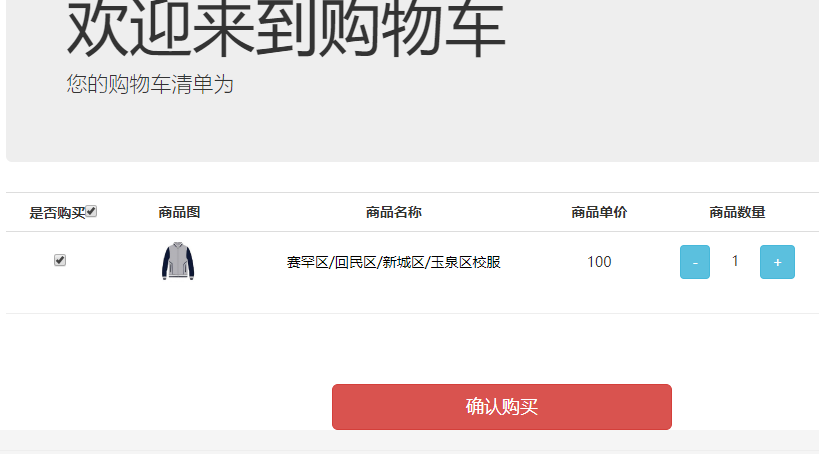 欢迎来到购物车
您的购物车清单为
是否购买 商品图 商品名称 商品单价 商品数量
赛罕区/回民区/新城区/玉泉区校服 100 - 1 +
确认购买